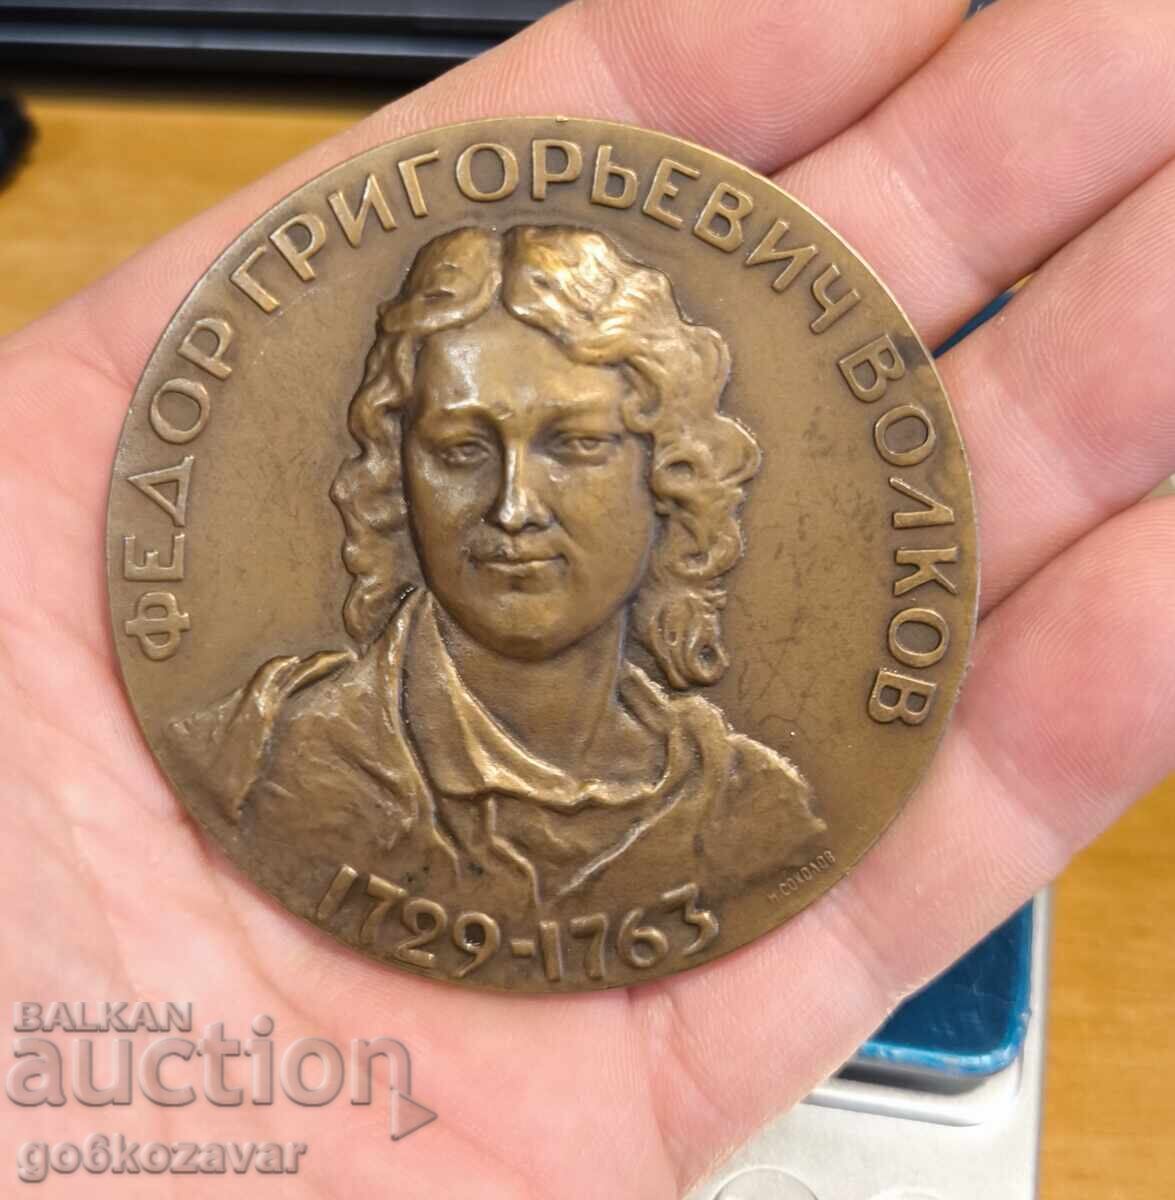 ФЕДОР ГРИГОРЬЕВИЧ ВОЛКОВ
Н. СОКОЛОВ
1729-1763
BALKAN
auction
go6kozavar